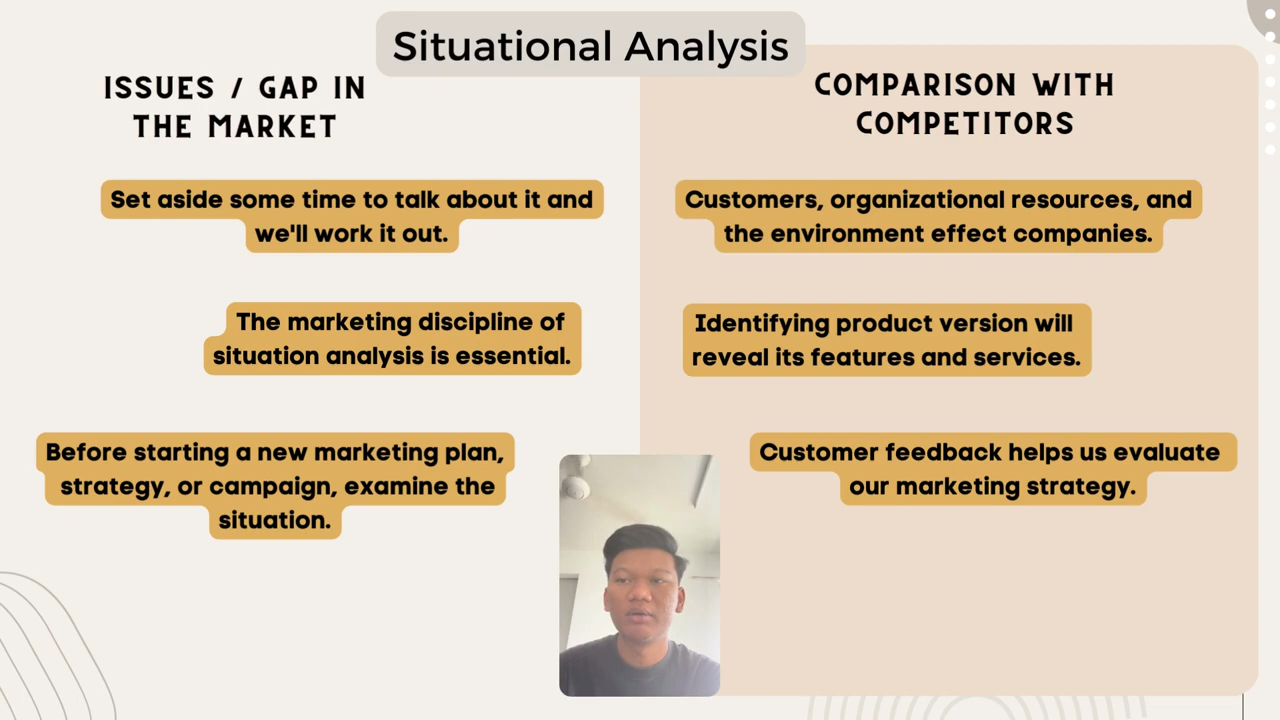 Situational Analysis
ISSUES / GAP IN
THE MARKET
Set aside some time to talk about it and
we'll work it out.
The marketing discipline of
situation analysis is essential.
Before starting a new marketing plan,
strategy, or campaign, examine the
situation.
COMPARISON WITH
COMPETITORS
Customers, organizational resources, and
the environment effect companies.
Identifying product version will
reveal its features and services.
Customer feedback helps us evaluate
our marketing strategy.